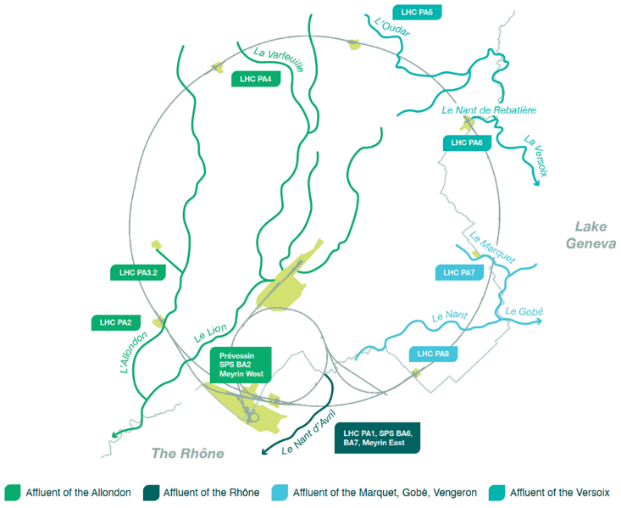 LHC PA5
L'Oudar
La Varfeuille
LHC PA4
Le Nant de Rebatière
LHC PA6
La Versoix
Lake
Geneva
Le Marquet
LHC PA3.2
LHC PA7
LHC PA2
Le Lion
Le Nant
Le Gobé
L'Allondon
Prévessin
SPS BA2
Meyrin West
LHC PA8
Le Nant d'Avril
LHC PA1, SPS BA6,
BA7, Meyrin East
The Rhône
Affluent of the Allondon
Affluent of the Rhône
Affluent of the Marquet, Gobé, Vengeron
Affluent of the Versoix